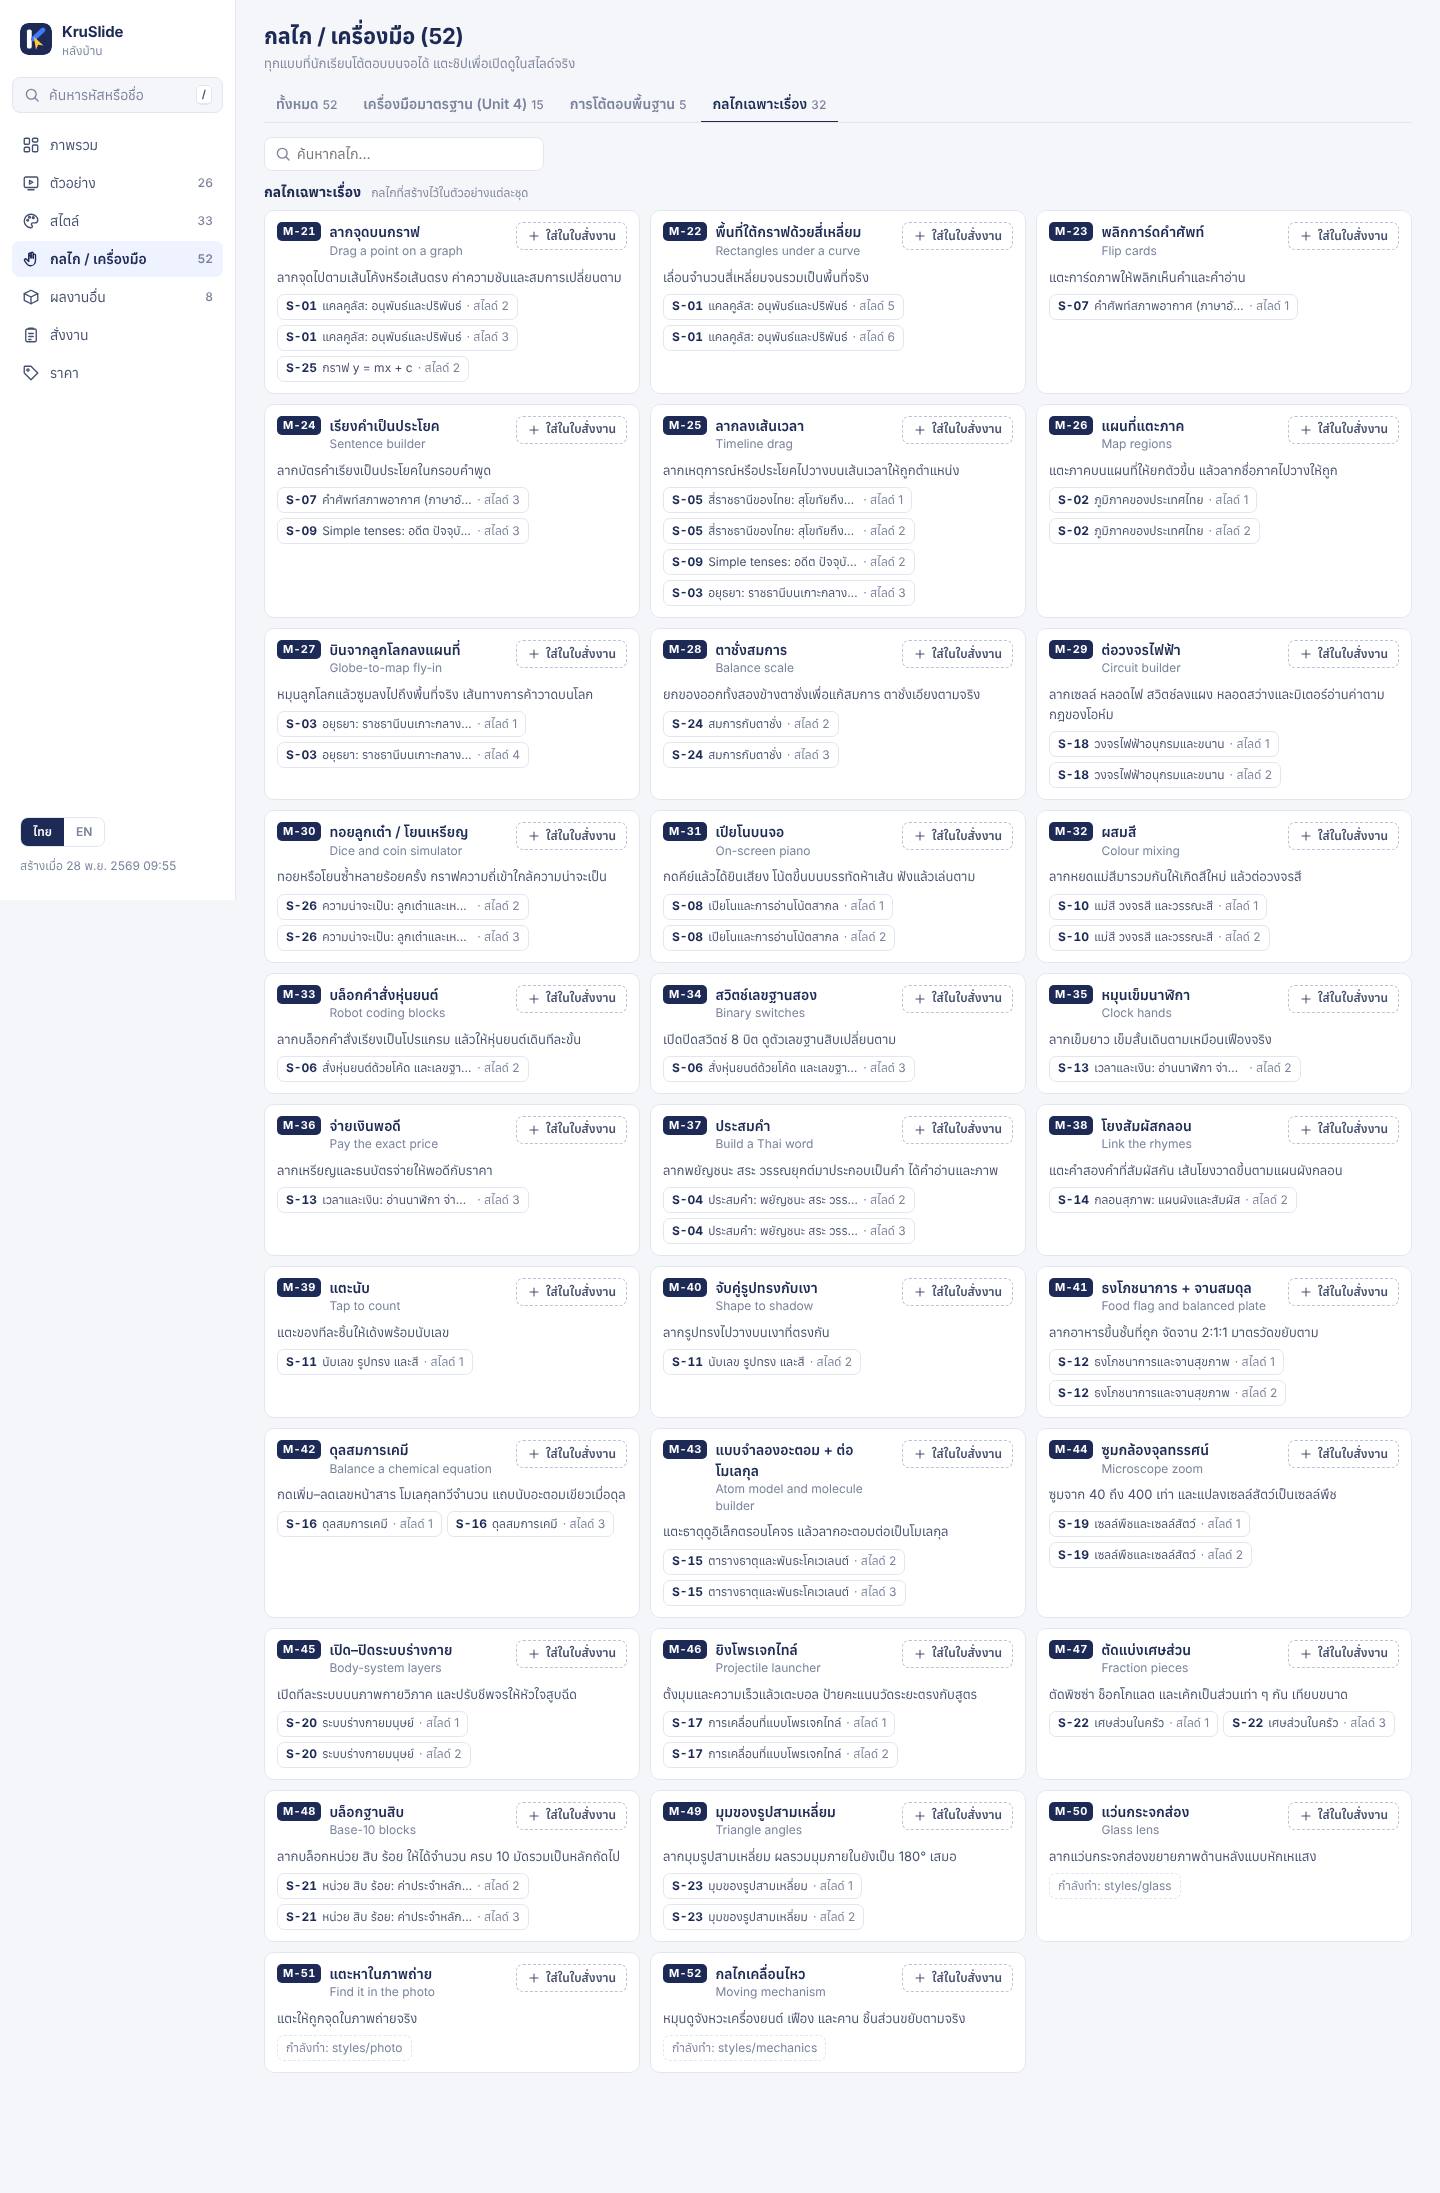 KruSlide
หลังบ้าน
ค้นหารหัสหรือชื่อ /
ภาพรวม
ตัวอย่าง 26
สไตล์ 33
กลไก / เครื่องมือ 52
ผลงานอื่น 8
สั่งงาน
ราคา
ไทย EN
สร้างเมื่อ 28 พ.ย. 2569 09:55
กลไก / เครื่องมือ (52)
ทุกแบบที่นักเรียนโต้ตอบบนจอได้ แตะชิปเพื่อเปิดดูในสไลด์จริง
ทั้งหมด 52 เครื่องมือมาตรฐาน (Unit 4) 15 การโต้ตอบพื้นฐาน 5 กลไกเฉพาะเรื่อง 32
ค้นหากลไก...
กลไกเฉพาะเรื่อง กลไกที่สร้างไว้ในตัวอย่างแต่ละชุด
M-21 ลากจุดบนกราฟ + ใส่ในใบสั่งงาน
Drag a point on a graph
ลากจุดไปตามเส้นโค้งหรือเส้นตรง ค่าความชันและสมการเปลี่ยนตาม
S-01 แคลคูลัส: อนุพันธ์และปริพันธ์ · สไลด์ 2
S-01 แคลคูลัส: อนุพันธ์และปริพันธ์ · สไลด์ 3
S-25 กราฟ y = mx + c · สไลด์ 2
M-22 พื้นที่ใต้กราฟด้วยสี่เหลี่ยม + ใส่ในใบสั่งงาน
Rectangles under a curve
เลื่อนจำนวนสี่เหลี่ยมจนรวมเป็นพื้นที่จริง
S-01 แคลคูลัส: อนุพันธ์และปริพันธ์ · สไลด์ 5
S-01 แคลคูลัส: อนุพันธ์และปริพันธ์ · สไลด์ 6
M-23 พลิกการ์ดคำศัพท์ + ใส่ในใบสั่งงาน
Flip cards
แตะการ์ดภาพให้พลิกเห็นคำและคำอ่าน
S-07 คำศัพท์สภาพอากาศ (ภาษาอั... · สไลด์ 1
M-24 เรียงคำเป็นประโยค + ใส่ในใบสั่งงาน
Sentence builder
ลากบัตรคำเรียงเป็นประโยคในกรอบคำพูด
S-07 คำศัพท์สภาพอากาศ (ภาษาอั... · สไลด์ 3
S-09 Simple tenses: อดีต ปัจจุบั... · สไลด์ 3
M-25 ลากลงเส้นเวลา + ใส่ในใบสั่งงาน
Timeline drag
ลากเหตุการณ์หรือประโยคไปวางบนเส้นเวลาให้ถูกตำแหน่ง
S-05 สี่ราชธานีของไทย: สุโขทัยถึง... · สไลด์ 1
S-05 สี่ราชธานีของไทย: สุโขทัยถึง... · สไลด์ 2
S-09 Simple tenses: อดีต ปัจจุบั... · สไลด์ 2
S-03 อยุธยา: ราชธานีบนเกาะกลาง... · สไลด์ 3
M-26 แผนที่แตะภาค + ใส่ในใบสั่งงาน
Map regions
แตะภาคบนแผนที่ให้ยกตัวขึ้น แล้วลากชื่อภาคไปวางให้ถูก
S-02 ภูมิภาคของประเทศไทย · สไลด์ 1
S-02 ภูมิภาคของประเทศไทย · สไลด์ 2
M-27 บินจากลูกโลกลงแผนที่ + ใส่ในใบสั่งงาน
Globe-to-map fly-in
หมุนลูกโลกแล้วซูมลงไปถึงพื้นที่จริง เส้นทางการค้าวาดบนโลก
S-03 อยุธยา: ราชธานีบนเกาะกลาง... · สไลด์ 1
S-03 อยุธยา: ราชธานีบนเกาะกลาง... · สไลด์ 4
M-28 ตาชั่งสมการ + ใส่ในใบสั่งงาน
Balance scale
ยกของออกทั้งสองข้างตาชั่งเพื่อแก้สมการ ตาชั่งเอียงตามจริง
S-24 สมการกับตาชั่ง · สไลด์ 2
S-24 สมการกับตาชั่ง · สไลด์ 3
M-29 ต่อวงจรไฟฟ้า + ใส่ในใบสั่งงาน
Circuit builder
ลากเซลล์ หลอดไฟ สวิตช์ลงแผง หลอดสว่างและมิเตอร์อ่านค่าตาม
กฎของโอห์ม
S-18 วงจรไฟฟ้าอนุกรมและขนาน · สไลด์ 1
S-18 วงจรไฟฟ้าอนุกรมและขนาน · สไลด์ 2
M-30 ทอยลูกเต๋า / โยนเหรียญ + ใส่ในใบสั่งงาน
Dice and coin simulator
ทอยหรือโยนซ้ำหลายร้อยครั้ง กราฟความถี่เข้าใกล้ความน่าจะเป็น
S-26 ความน่าจะเป็น: ลูกเต๋าและเห... · สไลด์ 2
S-26 ความน่าจะเป็น: ลูกเต๋าและเห... · สไลด์ 3
M-31 เปียโนบนจอ + ใส่ในใบสั่งงาน
On-screen piano
กดคีย์แล้วได้ยินเสียง โน้ตขึ้นบนบรรทัดห้าเส้น ฟังแล้วเล่นตาม
S-08 เปียโนและการอ่านโน้ตสากล · สไลด์ 1
S-08 เปียโนและการอ่านโน้ตสากล · สไลด์ 2
M-32 ผสมสี + ใส่ในใบสั่งงาน
Colour mixing
ลากหยดแม่สีมารวมกันให้เกิดสีใหม่ แล้วต่อวงจรสี
S-10 แม่สี วงจรสี และวรรณะสี · สไลด์ 1
S-10 แม่สี วงจรสี และวรรณะสี · สไลด์ 2
M-33 บล็อกคำสั่งหุ่นยนต์ + ใส่ในใบสั่งงาน
Robot coding blocks
ลากบล็อกคำสั่งเรียงเป็นโปรแกรม แล้วให้หุ่นยนต์เดินทีละขั้น
S-06 สั่งหุ่นยนต์ด้วยโค้ด และเลขฐา... · สไลด์ 2
M-34 สวิตช์เลขฐานสอง + ใส่ในใบสั่งงาน
Binary switches
เปิดปิดสวิตช์ 8 บิต ดูตัวเลขฐานสิบเปลี่ยนตาม
S-06 สั่งหุ่นยนต์ด้วยโค้ด และเลขฐา... · สไลด์ 3
M-35 หมุนเข็มนาฬิกา + ใส่ในใบสั่งงาน
Clock hands
ลากเข็มยาว เข็มสั้นเดินตามเหมือนเฟืองจริง
S-13 เวลาและเงิน: อ่านนาฬิกา จ่า... · สไลด์ 2
M-36 จ่ายเงินพอดี + ใส่ในใบสั่งงาน
Pay the exact price
ลากเหรียญและธนบัตรจ่ายให้พอดีกับราคา
S-13 เวลาและเงิน: อ่านนาฬิกา จ่า... · สไลด์ 3
M-37 ประสมคำ + ใส่ในใบสั่งงาน
Build a Thai word
ลากพยัญชนะ สระ วรรณยุกต์มาประกอบเป็นคำ ได้คำอ่านและภาพ
S-04 ประสมคำ: พยัญชนะ สระ วรร... · สไลด์ 2
S-04 ประสมคำ: พยัญชนะ สระ วรร... · สไลด์ 3
M-38 โยงสัมผัสกลอน + ใส่ในใบสั่งงาน
Link the rhymes
แตะคำสองคำที่สัมผัสกัน เส้นโยงวาดขึ้นตามแผนผังกลอน
S-14 กลอนสุภาพ: แผนผังและสัมผัส · สไลด์ 2
M-39 แตะนับ + ใส่ในใบสั่งงาน
Tap to count
แตะของทีละชิ้นให้เด้งพร้อมนับเลข
S-11 นับเลข รูปทรง และสี · สไลด์ 1
M-40 จับคู่รูปทรงกับเงา + ใส่ในใบสั่งงาน
Shape to shadow
ลากรูปทรงไปวางบนเงาที่ตรงกัน
S-11 นับเลข รูปทรง และสี · สไลด์ 2
M-41 ธงโภชนาการ + จานสมดุล + ใส่ในใบสั่งงาน
Food flag and balanced plate
ลากอาหารขึ้นชั้นที่ถูก จัดจาน 2:1:1 มาตรวัดขยับตาม
S-12 ธงโภชนาการและจานสุขภาพ · สไลด์ 1
S-12 ธงโภชนาการและจานสุขภาพ · สไลด์ 2
M-42 ดุลสมการเคมี + ใส่ในใบสั่งงาน
Balance a chemical equation
กดเพิ่ม–ลดเลขหน้าสาร โมเลกุลทวีจำนวน แถบนับอะตอมเขียวเมื่อดุล
S-16 ดุลสมการเคมี · สไลด์ 1 S-16 ดุลสมการเคมี · สไลด์ 3
M-43 แบบจำลองอะตอม + ต่อ + ใส่ในใบสั่งงาน
โมเลกุล
Atom model and molecule
builder
แตะธาตุดูอิเล็กตรอนโคจร แล้วลากอะตอมต่อเป็นโมเลกุล
S-15 ตารางธาตุและพันธะโคเวเลนต์ · สไลด์ 2
S-15 ตารางธาตุและพันธะโคเวเลนต์ · สไลด์ 3
M-44 ซูมกล้องจุลทรรศน์ + ใส่ในใบสั่งงาน
Microscope zoom
ซูมจาก 40 ถึง 400 เท่า และแปลงเซลล์สัตว์เป็นเซลล์พืช
S-19 เซลล์พืชและเซลล์สัตว์ · สไลด์ 1
S-19 เซลล์พืชและเซลล์สัตว์ · สไลด์ 2
M-45 เปิด–ปิดระบบร่างกาย + ใส่ในใบสั่งงาน
Body-system layers
เปิดทีละระบบบนภาพกายวิภาค และปรับชีพจรให้หัวใจสูบฉีด
S-20 ระบบร่างกายมนุษย์ · สไลด์ 1
S-20 ระบบร่างกายมนุษย์ · สไลด์ 2
M-46 ยิงโพรเจกไทล์ + ใส่ในใบสั่งงาน
Projectile launcher
ตั้งมุมและความเร็วแล้วเตะบอล ป้ายคะแนนวัดระยะตรงกับสูตร
S-17 การเคลื่อนที่แบบโพรเจกไทล์ · สไลด์ 1
S-17 การเคลื่อนที่แบบโพรเจกไทล์ · สไลด์ 2
M-47 ตัดแบ่งเศษส่วน + ใส่ในใบสั่งงาน
Fraction pieces
ตัดพิซซ่า ช็อกโกแลต และเค้กเป็นส่วนเท่า ๆ กัน เทียบขนาด
S-22 เศษส่วนในครัว · สไลด์ 1 S-22 เศษส่วนในครัว · สไลด์ 3
M-48 บล็อกฐานสิบ + ใส่ในใบสั่งงาน
Base-10 blocks
ลากบล็อกหน่วย สิบ ร้อย ให้ได้จำนวน ครบ 10 มัดรวมเป็นหลักถัดไป
S-21 หน่วย สิบ ร้อย: ค่าประจำหลัก... · สไลด์ 2
S-21 หน่วย สิบ ร้อย: ค่าประจำหลัก... · สไลด์ 3
M-49 มุมของรูปสามเหลี่ยม + ใส่ในใบสั่งงาน
Triangle angles
ลากมุมรูปสามเหลี่ยม ผลรวมมุมภายในยังเป็น 180° เสมอ
S-23 มุมของรูปสามเหลี่ยม · สไลด์ 1
S-23 มุมของรูปสามเหลี่ยม · สไลด์ 2
M-50 แว่นกระจกส่อง + ใส่ในใบสั่งงาน
Glass lens
ลากแว่นกระจกส่องขยายภาพด้านหลังแบบหักเหแสง
กำลังทำ: styles/glass
M-51 แตะหาในภาพถ่าย + ใส่ในใบสั่งงาน
Find it in the photo
แตะให้ถูกจุดในภาพถ่ายจริง
กำลังทำ: styles/photo
M-52 กลไกเคลื่อนไหว + ใส่ในใบสั่งงาน
Moving mechanism
หมุนดูจังหวะเครื่องยนต์ เฟือง และคาน ชิ้นส่วนขยับตามจริง
กำลังทำ: styles/mechanics